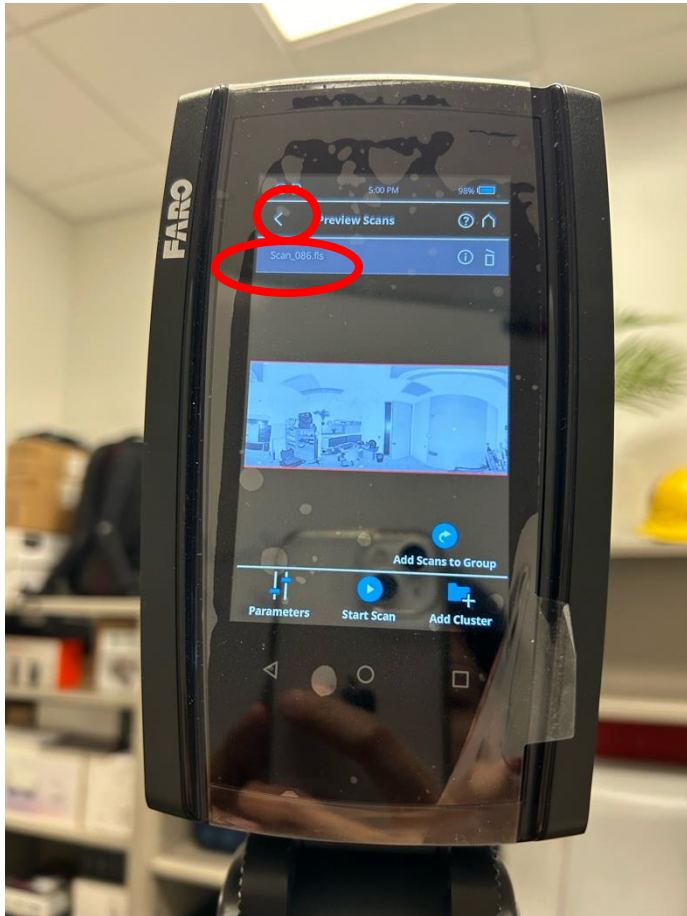 FARO
5:00 PM 98%
Preview Scans
Scan_086.fls
Add Scans to Group
Parameters Start Scan Add Cluster